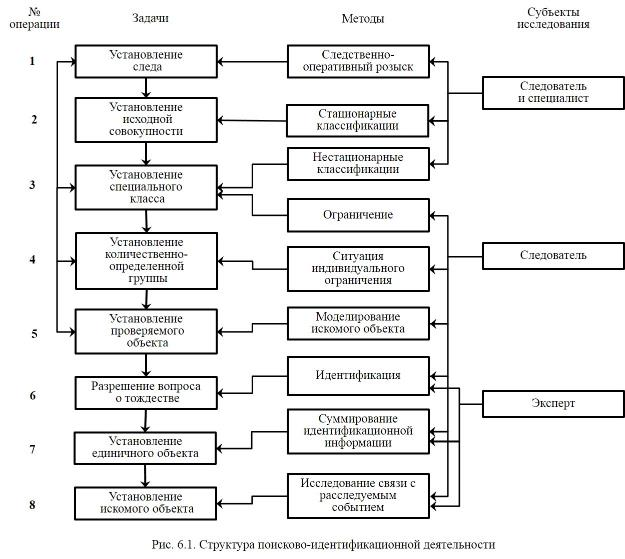 №
операции
Задачи
Методы
Субъекты
исследования
1
Установление
следа
Следственно-
оперативный розыск
Следователь
и специалист
2
Установление
исходной
совокупности
Стационарные
классификации
Нестационарные
классификации
3
Установление
специального
класса
Ограничение
4
Установление
количественно-
определенной
группы
Ситуация
индивидуального
ограничения
Следователь
5
Установление
проверяемого
объекта
Моделирование
искомого объекта
6
Разрешение вопроса
о тождестве
Идентификация
Эксперт
7
Установление
единичного объекта
Суммирование
идентификационной
информации
8
Установление
искомого объекта
Исследование связи с
расследуемым
событием
Рис. 6.1. Структура поисково-идентификационной деятельности